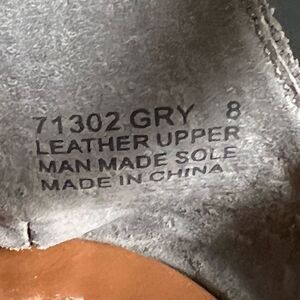 71302 GRY 8
LEATHER UPPER
MAN MADE SOLE
MADE IN CHINA